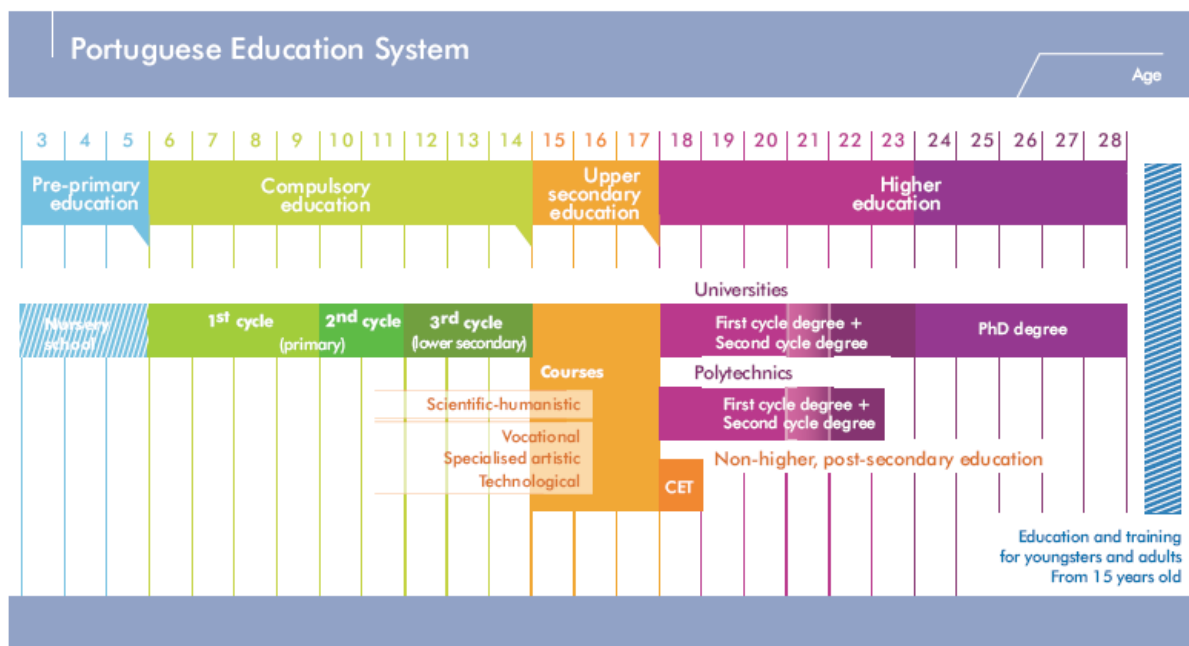 Portuguese Education System
Age
3 4 5 6 7 8 9 10 11 12 13 14 15 16 17 18 19 20 21 22 23 24 25 26 27 28
Pre-primary
education
Compulsory
education
Upper
secondary
education
Higher
education
Universities
Nursery
school
1st cycle
2nd cycle
(primary)
3rd cycle
(lower secondary)
First cycle degree +
Second cycle degree
PhD degree
Courses
Polytechnics
Scientific-humanistic
First cycle degree +
Second cycle degree
Vocational
Specialised artistic
Technological
Non-higher, post-secondary education
CET
Education and training
for youngsters and adults
From 15 years old